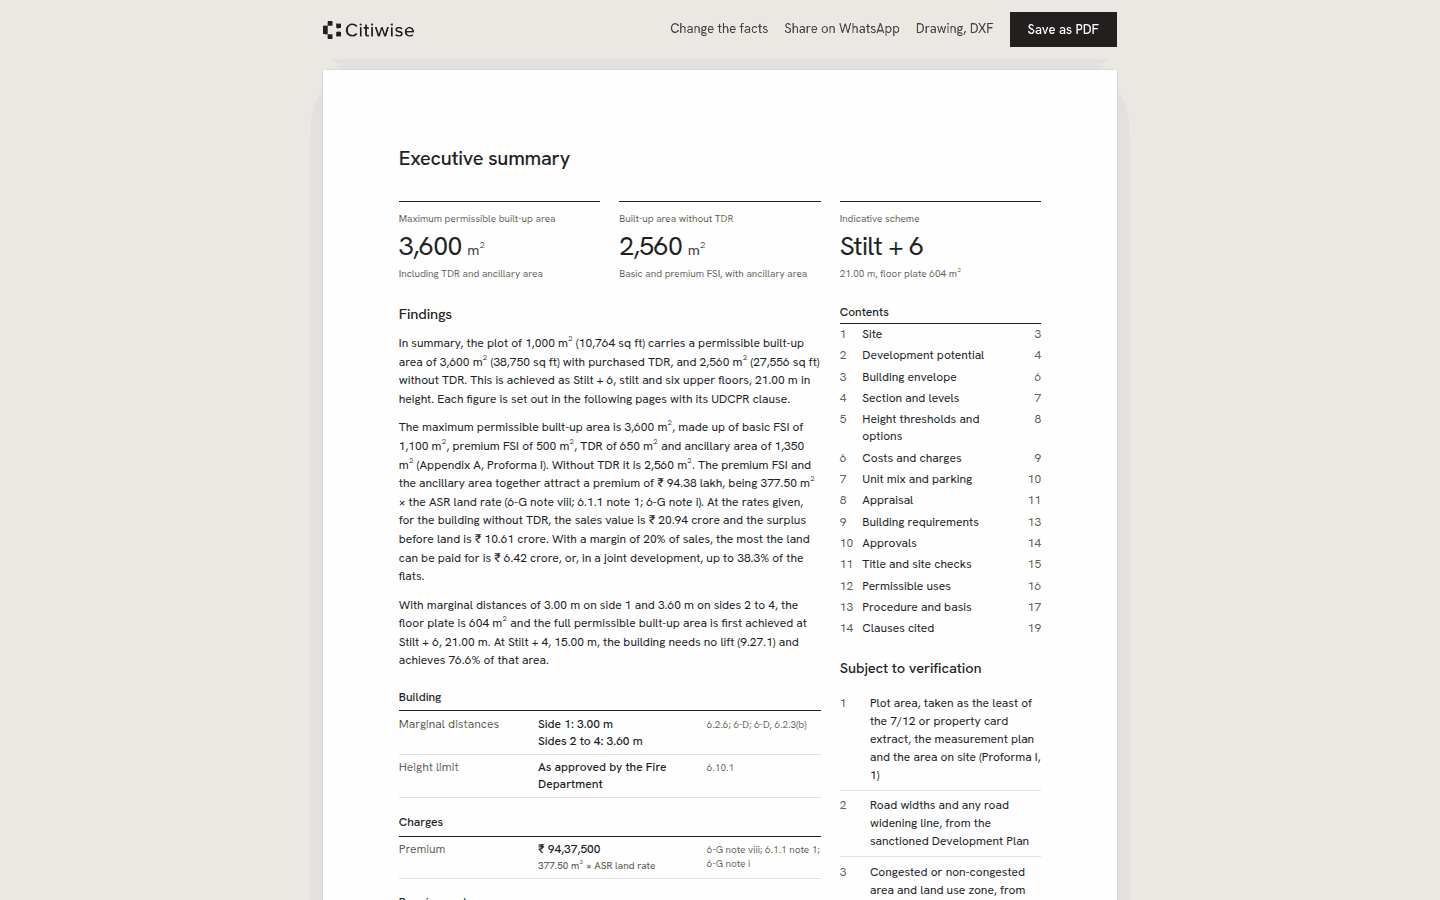 Citiwise
Change the facts
Share on WhatsApp
Drawing, DXF
Save as PDF
Executive summary
Maximum permissible built-up area
3,600 m²
Including TDR and ancillary area
Built-up area without TDR
2,560 m²
Basic and premium FSI, with ancillary area
Indicative scheme
Stilt + 6
21.00 m, floor plate 604 m²
Findings
In summary, the plot of 1,000 m² (10,764 sq ft) carries a permissible built-up
area of 3,600 m² (38,750 sq ft) with purchased TDR, and 2,560 m² (27,556 sq ft)
without TDR. This is achieved as Stilt + 6, stilt and six upper floors, 21.00 m in
height. Each figure is set out in the following pages with its UDCPR clause.
The maximum permissible built-up area is 3,600 m², made up of basic FSI of
1,100 m², premium FSI of 500 m², TDR of 650 m² and ancillary area of 1,350
m² (Appendix A, Proforma I). Without TDR it is 2,560 m². The premium FSI and
the ancillary area together attract a premium of ₹ 94.38 lakh, being 377.50 m²
× the ASR land rate (6-G note viii; 6.1.1 note 1; 6-G note i). At the rates given,
for the building without TDR, the sales value is ₹ 20.94 crore and the surplus
before land is ₹ 10.61 crore. With a margin of 20% of sales, the most the land
can be paid for is ₹ 6.42 crore, or, in a joint development, up to 38.3% of the
flats.
With marginal distances of 3.00 m on side 1 and 3.60 m on sides 2 to 4, the
floor plate is 604 m² and the full permissible built-up area is first achieved at
Stilt + 6, 21.00 m. At Stilt + 4, 15.00 m, the building needs no lift (9.27.1) and
achieves 76.6% of that area.
Building
Marginal distances
Side 1: 3.00 m
Sides 2 to 4: 3.60 m
6.2.6; 6-D; 6-D, 6.2.3(b)
Height limit
As approved by the Fire
Department
6.10.1
Charges
Premium
₹ 94,37,500
377.50 m² × ASR land rate
6-G note viii; 6.1.1 note 1;
6-G note i
Contents
1 Site 3
2 Development potential 4
3 Building envelope 6
4 Section and levels 7
5 Height thresholds and 8
options
6 Costs and charges 9
7 Unit mix and parking 10
8 Appraisal 11
9 Building requirements 13
10 Approvals 14
11 Title and site checks 15
12 Permissible uses 16
13 Procedure and basis 17
14 Clauses cited 19
Subject to verification
1 Plot area, taken as the least of
the 7/12 or property card
extract, the measurement plan
and the area on site (Proforma I,
1)
2 Road widths and any road
widening line, from the
sanctioned Development Plan
3 Congested or non-congested
area and land use zone, from